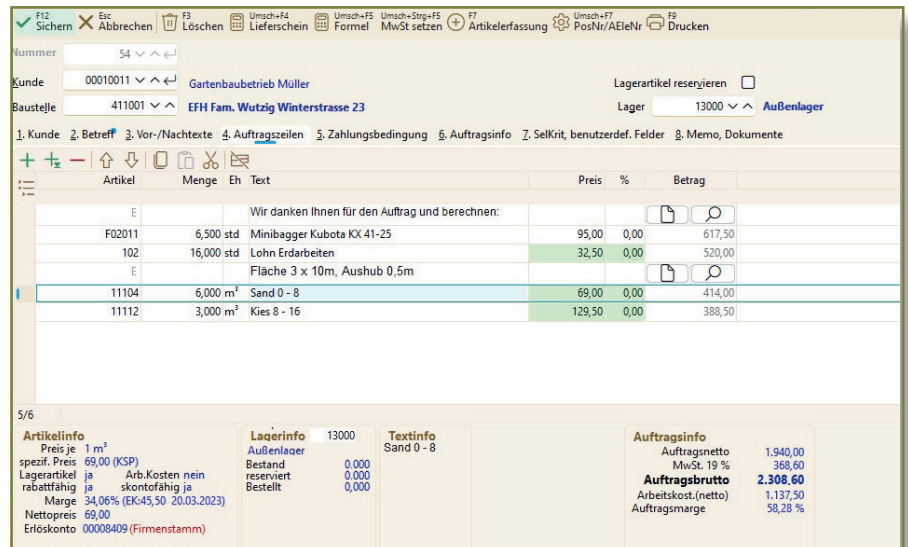 F12 Sichern Esc Abbrechen F3 Löschen Umsch+F4 Lieferschein Umsch+F5 Formel Umsch+Strg+F5 MwSt setzen F7 Artikelerfassung Umsch+F7 PosNr/AEleNr F9 Drucken
Nummer 54
Kunde 00010011 Gartenbaubetrieb Müller Lagerartikel reservieren
Baustelle 411001 EFH Fam. Wutzig Winterstrasse 23 Lager 13000 Außenlager
1. Kunde 2. Betreff 3. Vor-/Nachtexte 4. Auftragszeilen 5. Zahlungsbedingung 6. Auftragsinfo 7. SelKrit, benutzerdef. Felder 8. Memo, Dokumente
Artikel Menge Eh Text Preis % Betrag
E Wir danken Ihnen für den Auftrag und berechnen:
F02011 6,500 std Minibagger Kubota KX 41-25 95,00 0,00 617,50
102 16,000 std Lohn Erdarbeiten 32,50 0,00 520,00
E Fläche 3 x 10m, Aushub 0,5m
11104 6,000 m³ Sand 0 - 8 69,00 0,00 414,00
11112 3,000 m³ Kies 8 - 16 129,50 0,00 388,50
5/6
Artikelinfo
Preis je 1 m³
spezif. Preis 69,00 (KSP)
Lagerartikel ja Arb.Kosten nein
rabattfähig ja skontofähig ja
Marge 34,06% (EK:45,50 20.03.2023)
Nettopreis 69,00
Erlöskonto 00008409 (Firmenstamm)
Lagerinfo 13000
Außenlager
Bestand 0.000
reserviert 0.000
Bestellt 0,000
Textinfo
Sand 0 - 8
Auftragsinfo
Auftragsnetto 1.940,00
MwSt. 19 % 368,60
Auftragsbrutto 2.308,60
Arbeitskost.(netto) 1.137,50
Auftragsmarge 58,28 %